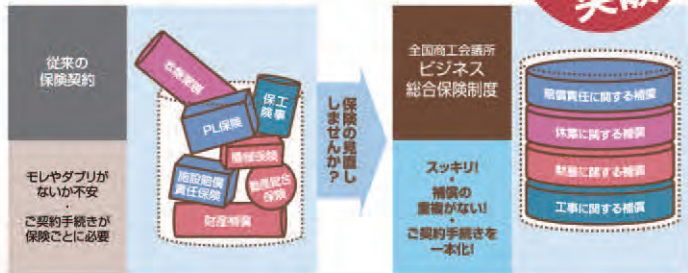 従来の
保険契約
モレやダブりが
ないか不安
・
ご契約手続きが
保険ごとに必要
PL保険
工事
保険
施設賠償
責任保険
動産総合
保険
財産補償
保険の見直し
しませんか？
全国商工会議所
ビジネス
総合保険制度
スッキリ!
・
補償の
重複がない!
・
ご契約手続きを
一本化!
賠償責任に関する補償
休業に関する補償
財産に関する補償
工事に関する補償